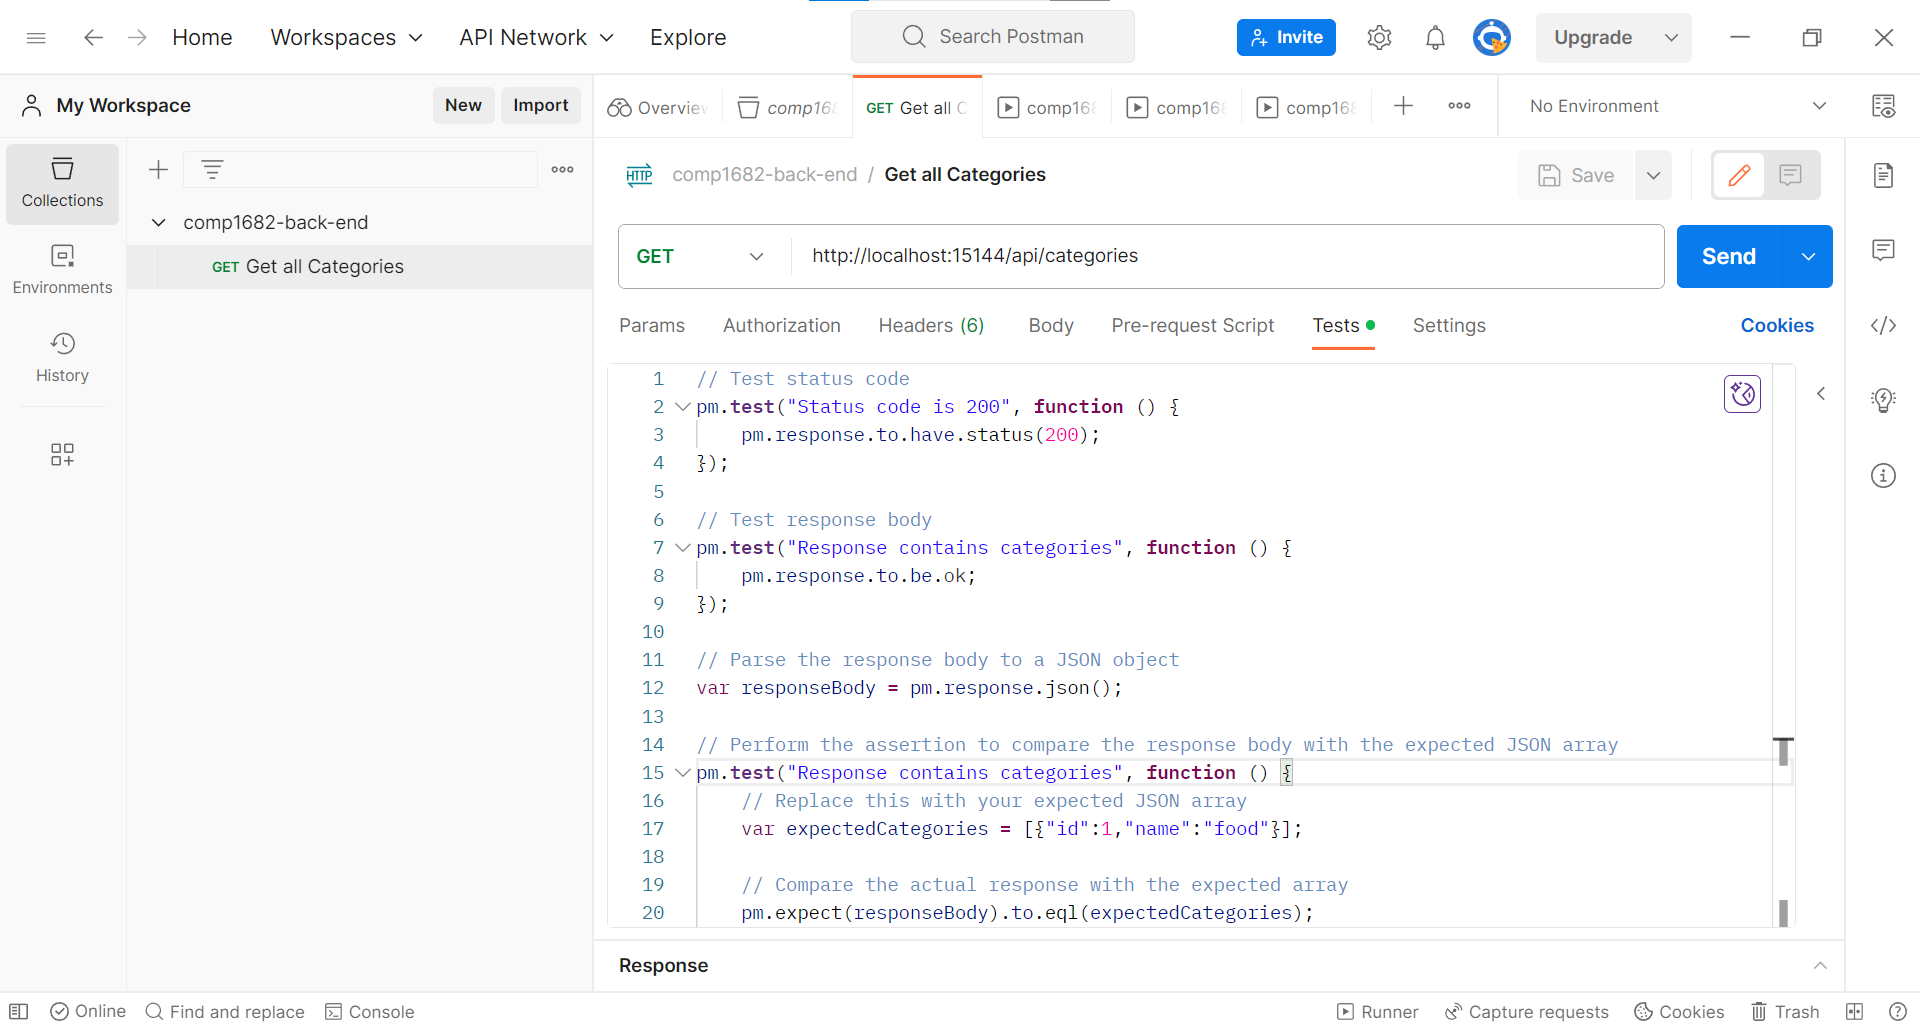 Home Workspaces API Network Explore Search Postman Invite Upgrade
My Workspace New Import
Overview comp168 GET Get all C comp168 comp168 comp168 No Environment
Collections
Environments
History
comp1682-back-end
GET Get all Categories
HTTP comp1682-back-end / Get all Categories Save
GET http://localhost:15144/api/categories Send
Params Authorization Headers (6) Body Pre-request Script Tests Settings Cookies
1 // Test status code
2 pm.test("Status code is 200", function () {
3 pm.response.to.have.status(200);
4 });
5
6 // Test response body
7 pm.test("Response contains categories", function () {
8 pm.response.to.be.ok;
9 });
10
11 // Parse the response body to a JSON object
12 var responseBody = pm.response.json();
13
14 // Perform the assertion to compare the response body with the expected JSON array
15 pm.test("Response contains categories", function () {
16 // Replace this with your expected JSON array
17 var expectedCategories = [{"id":1,"name":"food"}];
18
19 // Compare the actual response with the expected array
20 pm.expect(responseBody).to.eql(expectedCategories);
Response
Online Find and replace Console Runner Capture requests Cookies Trash